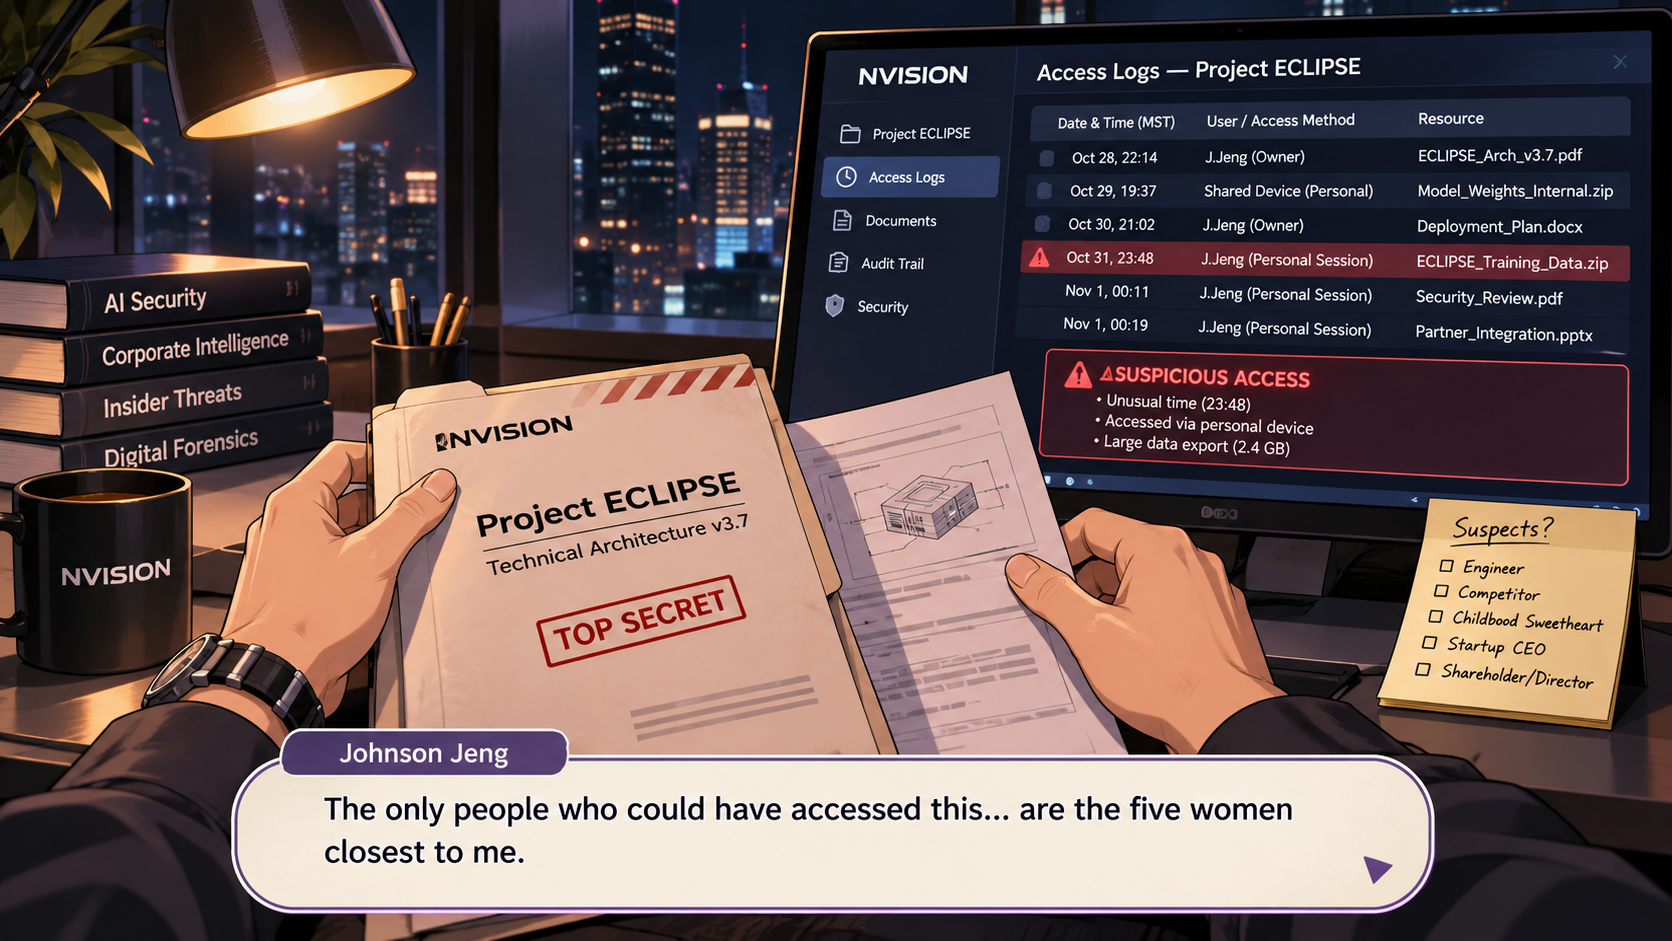 NVISION
Access Logs — Project ECLIPSE
Project ECLIPSE
Access Logs
Documents
Audit Trail
Security
Date & Time (MST) User / Access Method Resource
Oct 28, 22:14 J.Jeng (Owner) ECLIPSE_Arch_v3.7.pdf
Oct 29, 19:37 Shared Device (Personal) Model_Weights_Internal.zip
Oct 30, 21:02 J.Jeng (Owner) Deployment_Plan.docx
Oct 31, 23:48 J.Jeng (Personal Session) ECLIPSE_Training_Data.zip
Nov 1, 00:11 J.Jeng (Personal Session) Security_Review.pdf
Nov 1, 00:19 J.Jeng (Personal Session) Partner_Integration.pptx
SUSPICIOUS ACCESS
• Unusual time (23:48)
• Accessed via personal device
• Large data export (2.4 GB)
AI Security
Corporate Intelligence
Insider Threats
Digital Forensics
NVISION
NVISION
Project ECLIPSE
Technical Architecture v3.7
TOP SECRET
Suspects?
Engineer
Competitor
Childhood Sweetheart
Startup CEO
Shareholder/Director
Johnson Jeng
The only people who could have accessed this... are the five women
closest to me.